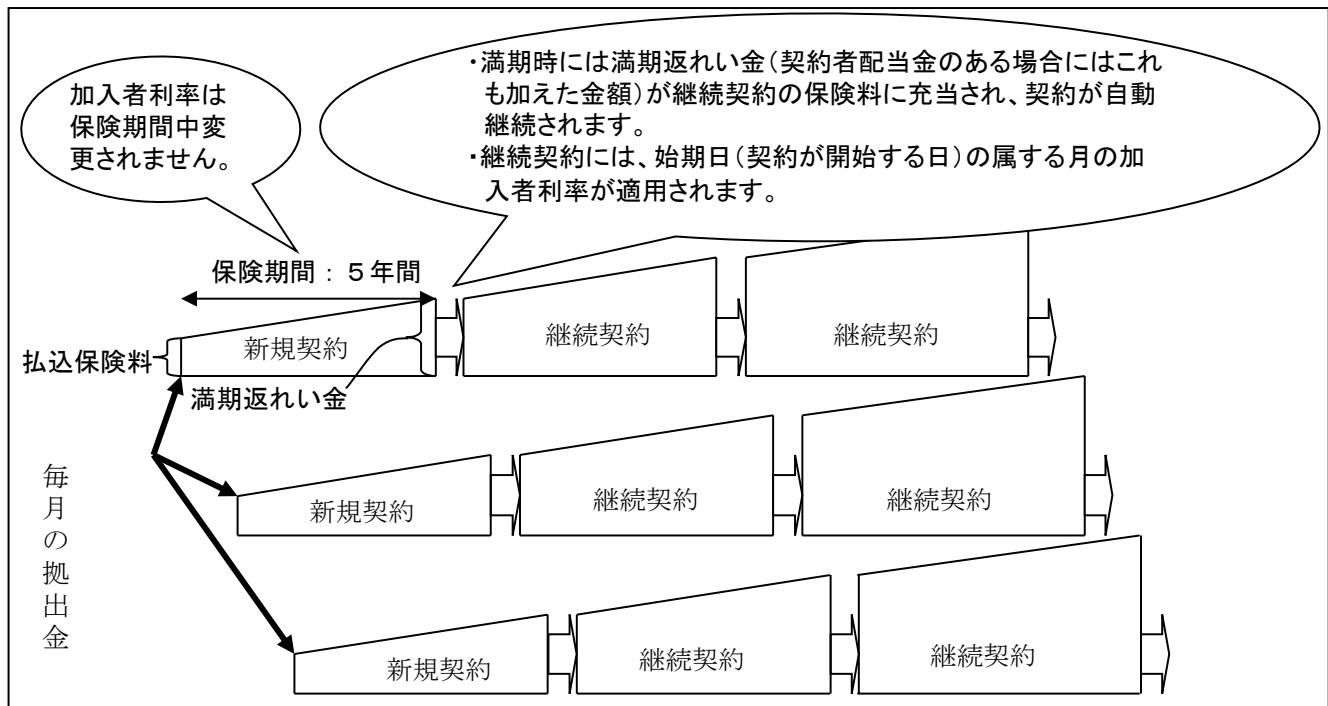 加入者利率は
保険期間中変
更されません。
・満期時には満期返れい金（契約者配当金のある場合にはこれ
も加えた金額）が継続契約の保険料に充当され、契約が自動
継続されます。
・継続契約には、始期日（契約が開始する日）の属する月の加
入者利率が適用されます。
保険期間：５年間
払込保険料
新規契約
継続契約
継続契約
満期返れい金
毎月の拠出金
新規契約
継続契約
継続契約
新規契約
継続契約
継続契約